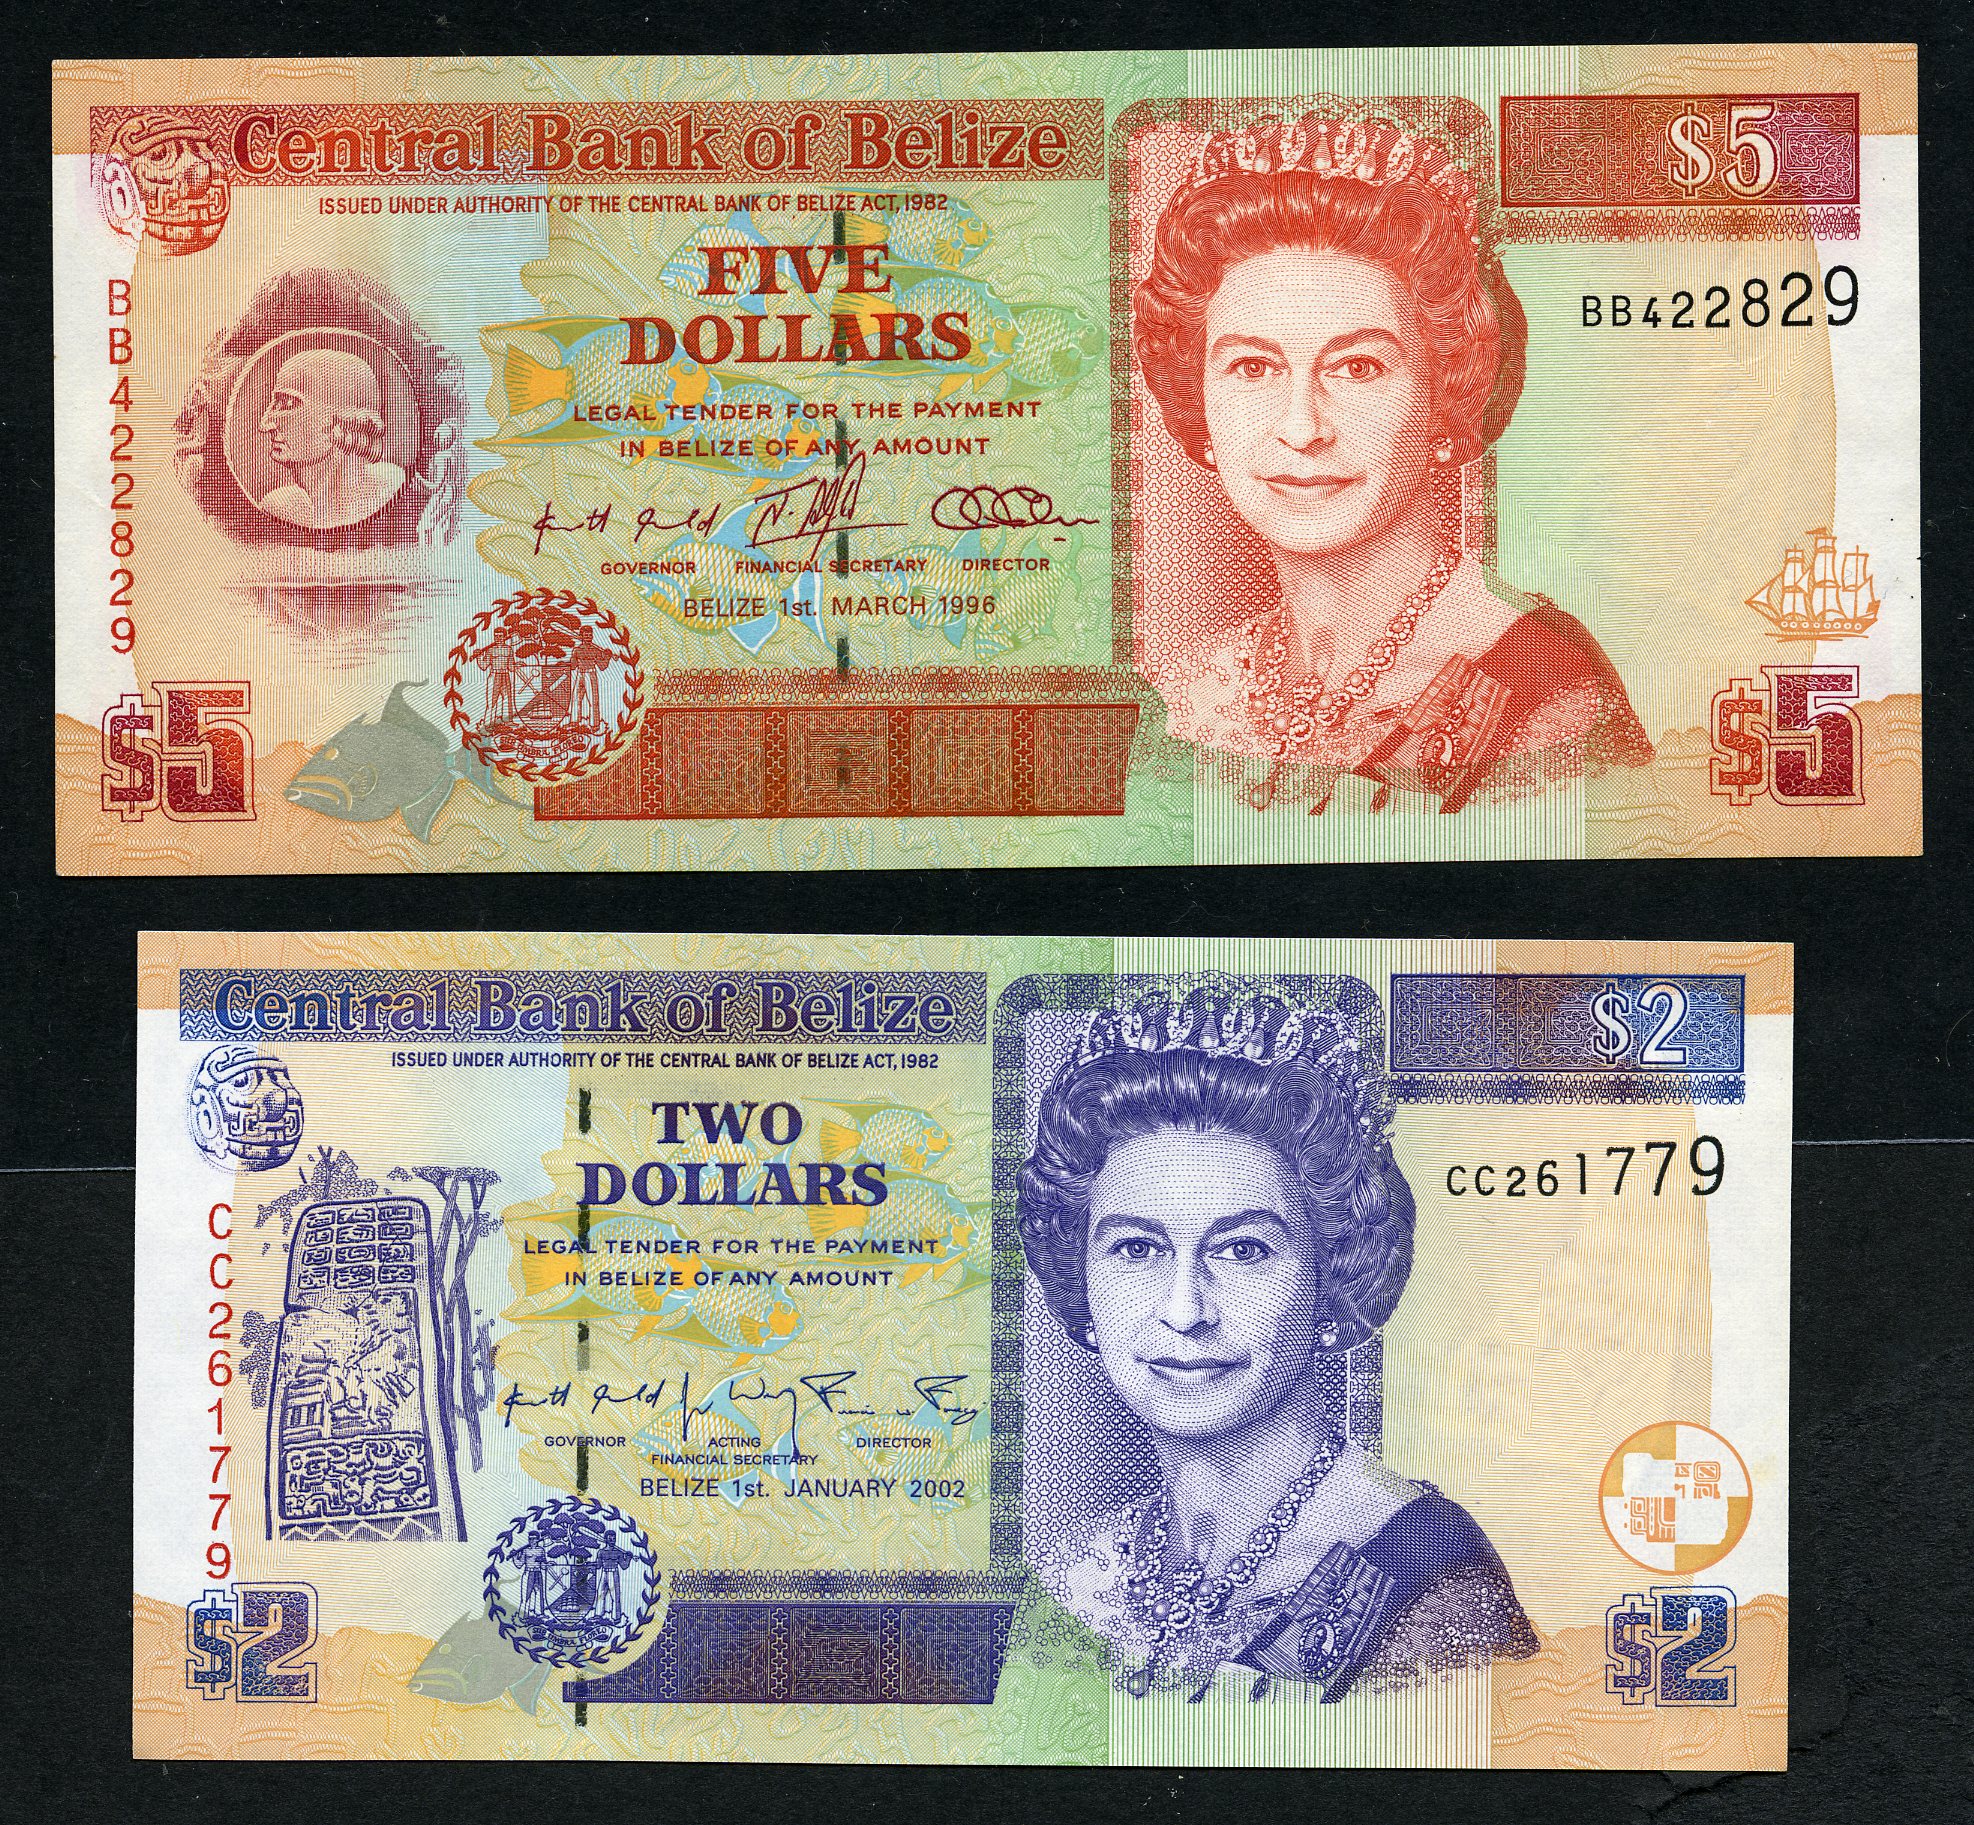 Central Bank of Belize
$5
ISSUED UNDER AUTHORITY OF THE CENTRAL BANK OF BELIZE ACT, 1982
FIVE
DOLLARS
BB422829
BB422829
LEGAL TENDER FOR THE PAYMENT
IN BELIZE OF ANY AMOUNT
GOVERNOR FINANCIAL SECRETARY DIRECTOR
BELIZE 1st. MARCH 1996
$5
$5
Central Bank of Belize
$2
ISSUED UNDER AUTHORITY OF THE CENTRAL BANK OF BELIZE ACT, 1982
TWO
DOLLARS
CC261779
CC261779
LEGAL TENDER FOR THE PAYMENT
IN BELIZE OF ANY AMOUNT
GOVERNOR ACTING DIRECTOR
FINANCIAL SECRETARY
BELIZE 1st. JANUARY 2002
$2
$2